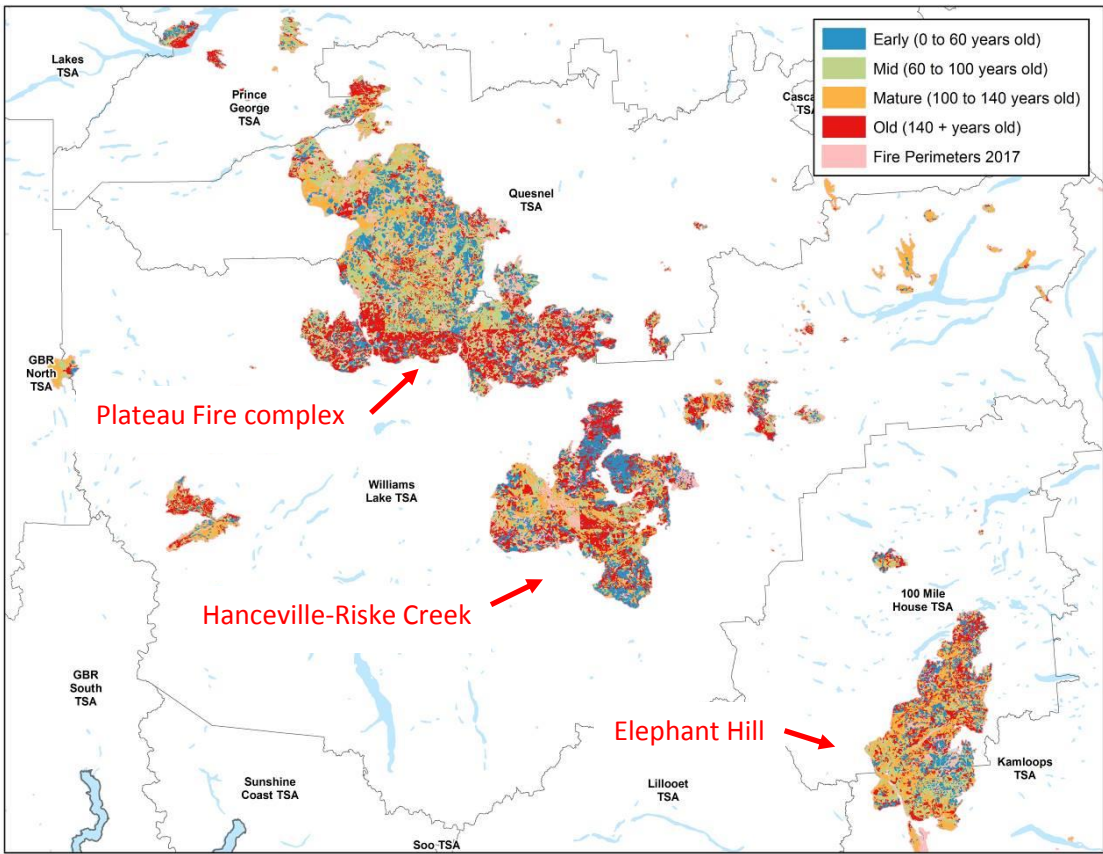 Lakes
TSA
Prince
George
TSA
Casca
TSA
Early (0 to 60 years old)
Mid (60 to 100 years old)
Mature (100 to 140 years old)
Old (140 + years old)
Fire Perimeters 2017
Quesnel
TSA
GBR
North
TSA
Plateau Fire complex
Williams
Lake TSA
Hanceville-Riske Creek
100 Mile
House TSA
GBR
South
TSA
Elephant Hill
Kamloops
TSA
Sunshine
Coast TSA
Lillooet
TSA
Soo TSA